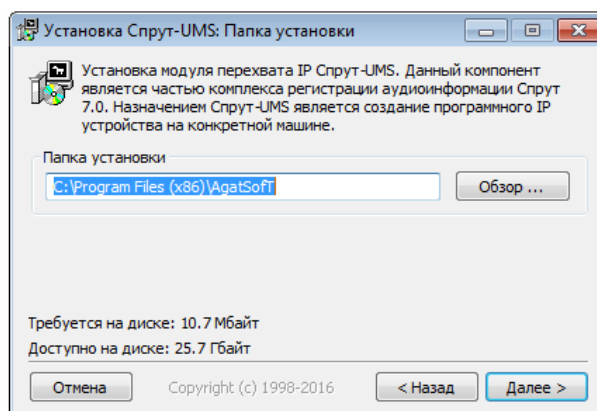 Установка Спрут-UMS: Папка установки
Установка модуля перехвата IP Спрут-UMS. Данный компонент
является частью комплекса регистрации аудиоинформации Спрут
7.0. Назначением Спрут-UMS является создание программного IP
устройства на конкретной машине.
Папка установки
C:\Program Files (x86)\AgatSofT
Обзор ...
Требуется на диске: 10.7 Мбайт
Доступно на диске: 25.7 Гбайт
Отмена
Copyright (c) 1998-2016
< Назад
Далее >